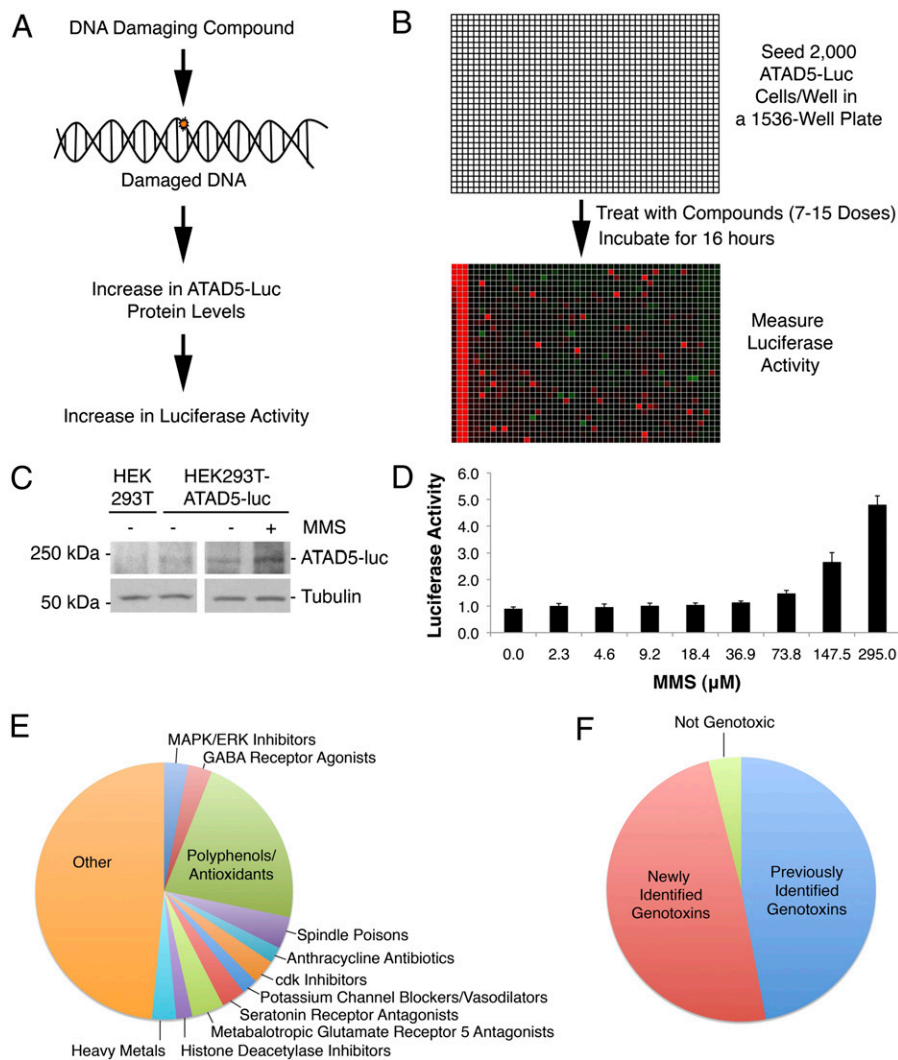 A
DNA Damaging Compound
Damaged DNA
Increase in ATAD5-Luc
Protein Levels
Increase in Luciferase Activity
B
Seed 2,000
ATAD5-Luc
Cells/Well in
a 1536-Well Plate
Treat with Compounds (7-15 Doses)
Incubate for 16 hours
Measure
Luciferase
Activity
C
HEK
293T
HEK293T-
ATAD5-luc
- - - + MMS
250 kDa
ATAD5-luc
50 kDa
Tubulin
D
Luciferase Activity
6.0
5.0
4.0
3.0
2.0
1.0
0.0
0.0 2.3 4.6 9.2 18.4 36.9 73.8 147.5 295.0
MMS (µM)
E
MAPK/ERK Inhibitors
GABA Receptor Agonists
Polyphenols/
Antioxidants
Other
Spindle Poisons
Anthracycline Antibiotics
cdk Inhibitors
Potassium Channel Blockers/Vasodilators
Seratonin Receptor Antagonists
Metabalotropic Glutamate Receptor 5 Antagonists
Histone Deacetylase Inhibitors
Heavy Metals
F
Not Genotoxic
Newly
Identified
Genotoxins
Previously
Identified
Genotoxins